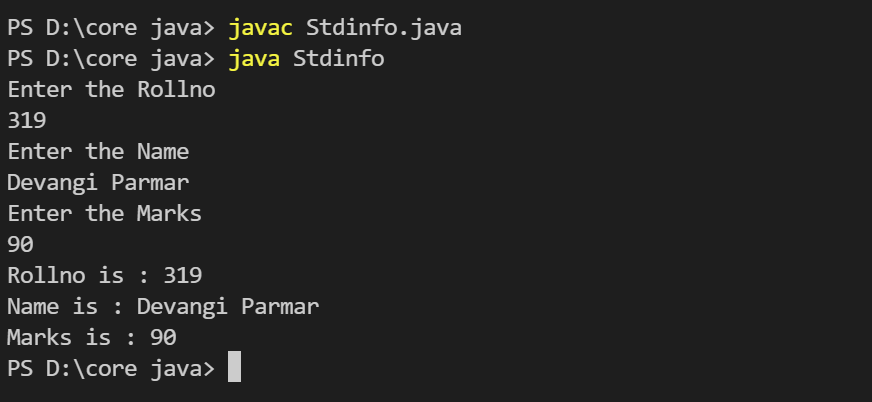 PS D:\core java> javac Stdinfo.java
PS D:\core java> java Stdinfo
Enter the Rollno
319
Enter the Name
Devangi Parmar
Enter the Marks
90
Rollno is : 319
Name is : Devangi Parmar
Marks is : 90
PS D:\core java>